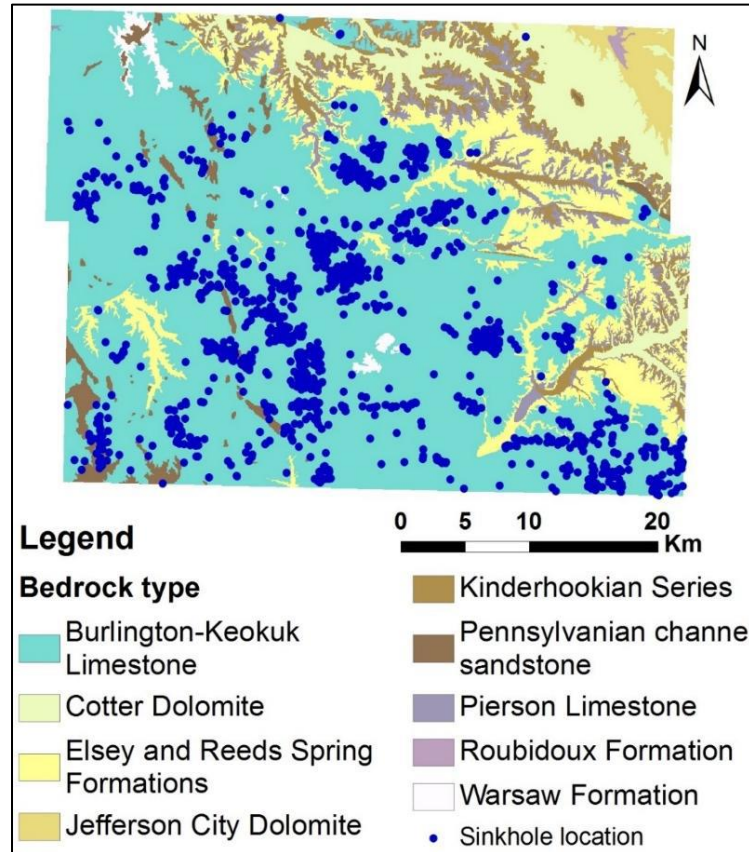 N
0 5 10 20
Km
Legend
Bedrock type
Burlington-Keokuk
Limestone
Cotter Dolomite
Elsey and Reeds Spring
Formations
Jefferson City Dolomite
Kinderhookian Series
Pennsylvanian channe
sandstone
Pierson Limestone
Roubidoux Formation
Warsaw Formation
Sinkhole location